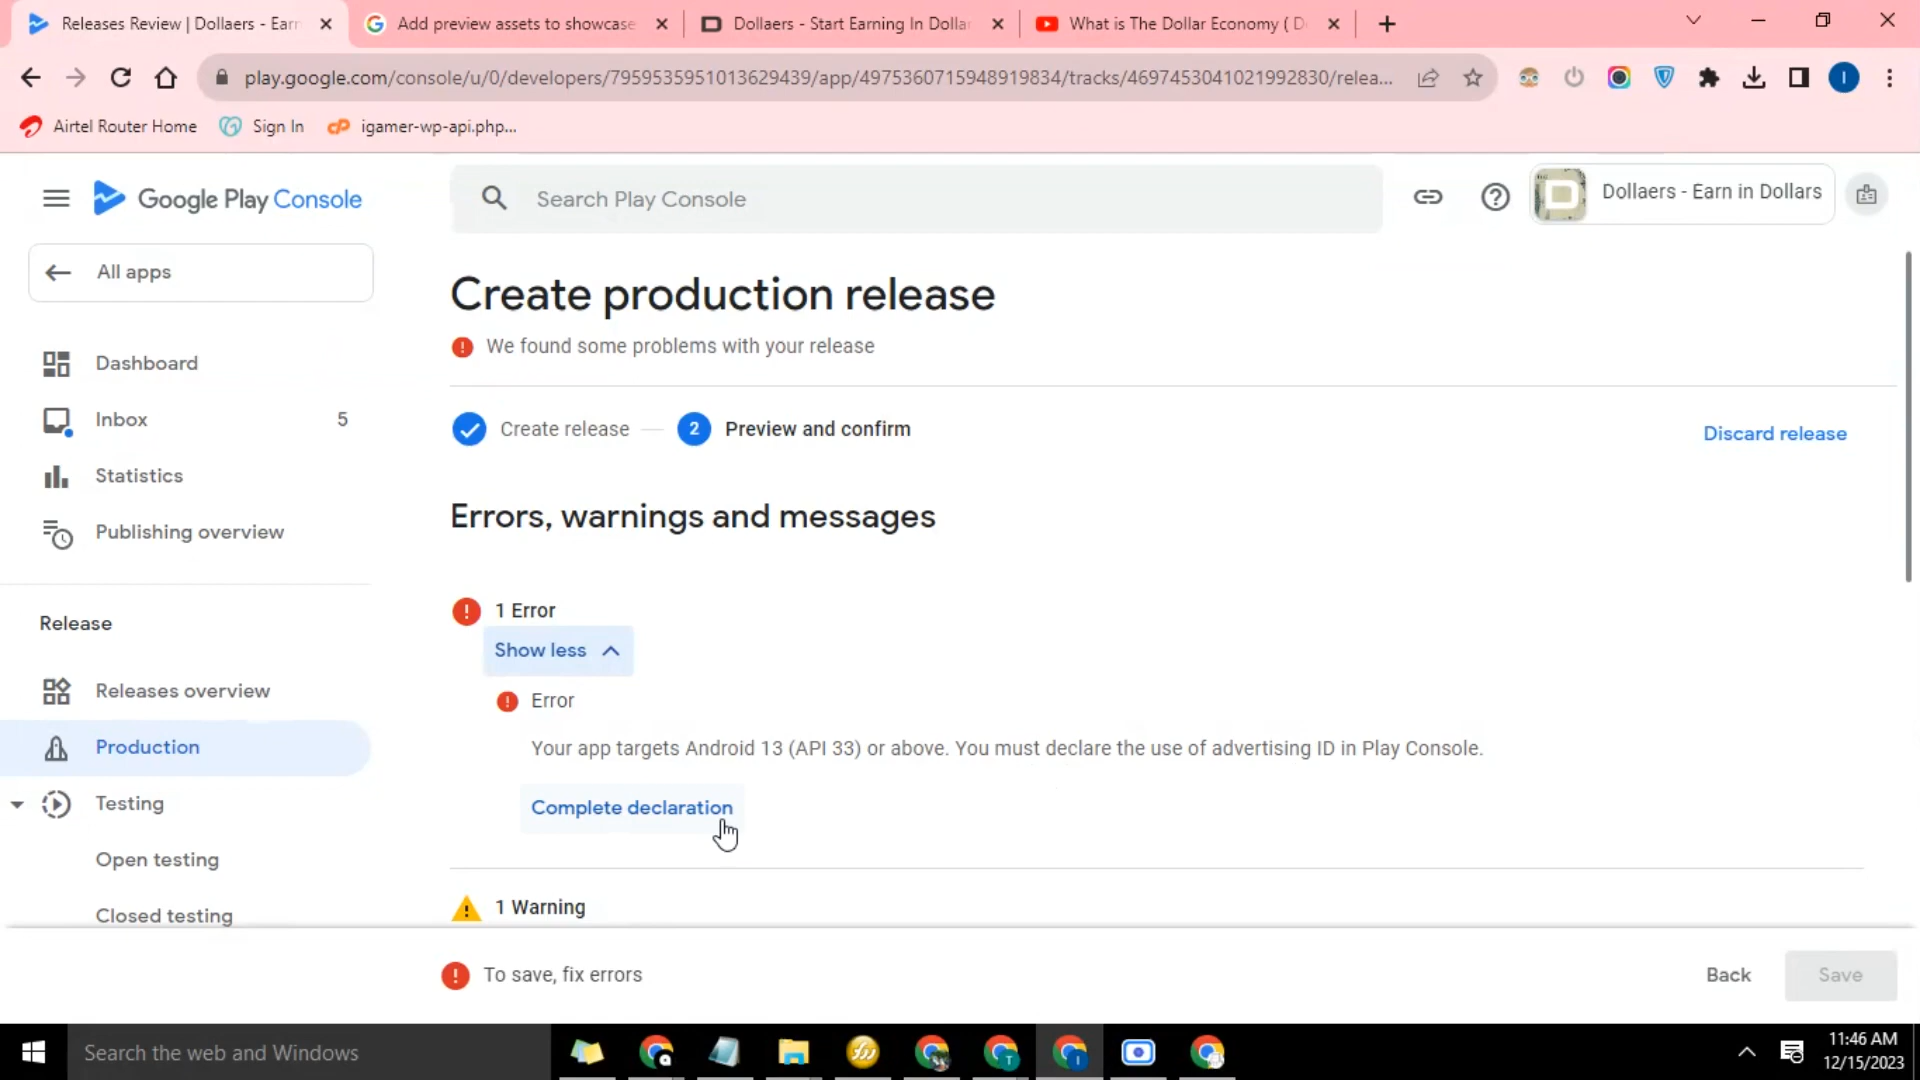 Releases Review | Dollaers - Earn
Add preview assets to showcase
Dollaers - Start Earning In Dollar
What is The Dollar Economy ( D
play.google.com/console/u/0/developers/7959535951013629439/app/4975360715948919834/tracks/4697453041021992830/relea...
I
Airtel Router Home
Sign In
igamer-wp-api.php...
Google Play Console
Search Play Console
Dollaers - Earn in Dollars
All apps
Create production release
We found some problems with your release
Dashboard
Inbox 5
Statistics
Publishing overview
Create release
2 Preview and confirm
Discard release
Errors, warnings and messages
Release
1 Error
Show less
Releases overview
Error
Production
Your app targets Android 13 (API 33) or above. You must declare the use of advertising ID in Play Console.
Testing
Complete declaration
Open testing
Closed testing
1 Warning
To save, fix errors
Back
Save
Search the web and Windows
11:46 AM
12/15/2023